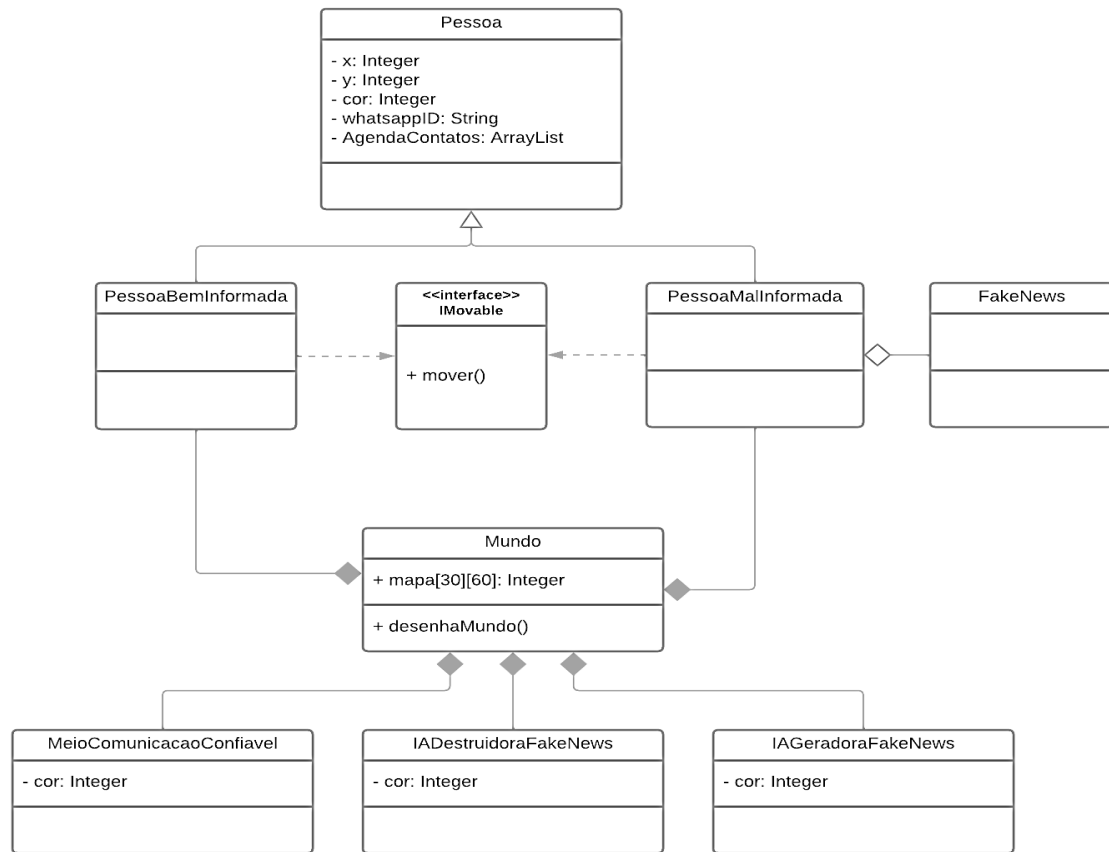 Pessoa
- x: Integer
- y: Integer
- cor: Integer
- whatsappID: String
- AgendaContatos: ArrayList
PessoaBemInformada
<<interface>>
IMovable
+ mover()
PessoaMalInformada
FakeNews
Mundo
+ mapa[30][60]: Integer
+ desenhaMundo()
MeioComunicacaoConfiavel
- cor: Integer
IADestruidoraFakeNews
- cor: Integer
IAGeradoraFakeNews
- cor: Integer